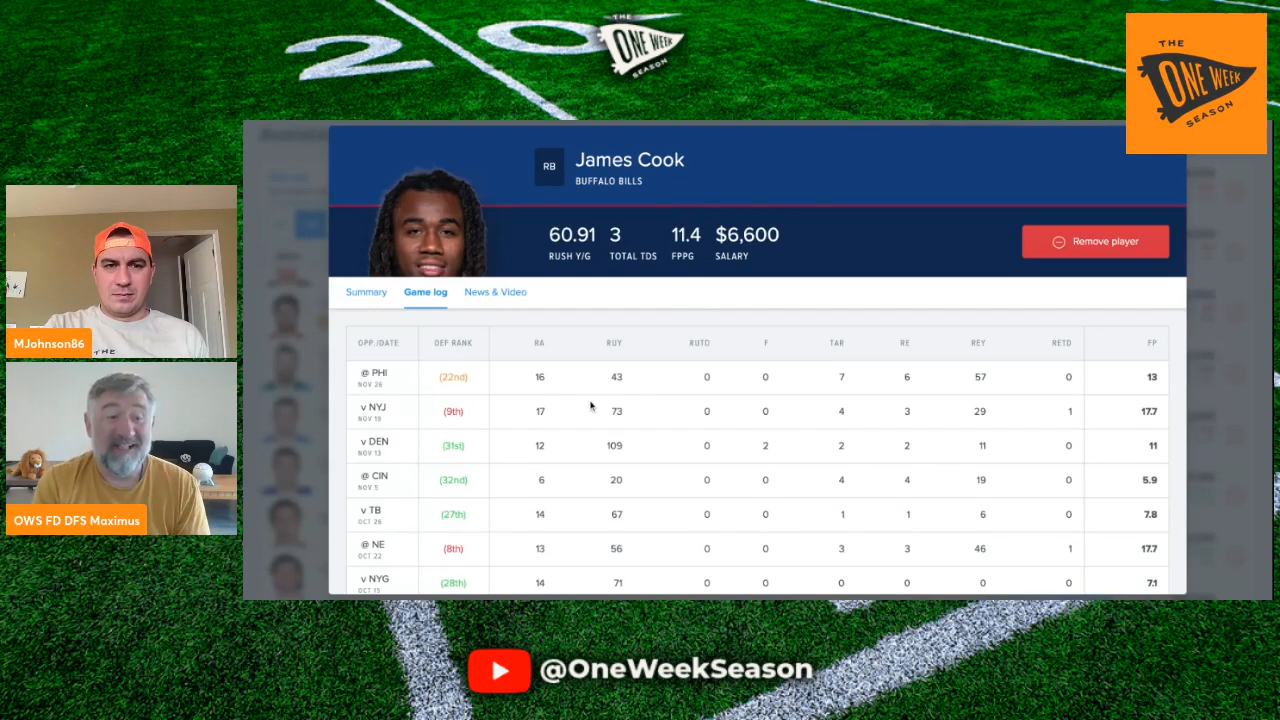 2 0
THE
ONE WEEK
SEASON
THE
ONE WEEK
SEASON
RB
James Cook
BUFFALO BILLS
60.91 3 11.4 $6,600
RUSH Y/G TOTAL TDS FPPG SALARY
Remove player
Summary Game log News & Video
OPP./DATE DEF RANK RA RUY RUTD F TAR RE REY RETD FP
@ PHI (22nd) 16 43 0 0 7 6 57 0 13
NOV 26
v NYJ (9th) 17 73 0 0 4 3 29 1 17.7
NOV 19
v DEN (31st) 12 109 0 2 2 2 11 0 11
NOV 13
@ CIN (32nd) 6 20 0 0 4 4 19 0 5.9
NOV 5
v TB (27th) 14 67 0 0 1 1 6 0 7.8
OCT 26
@ NE (8th) 13 56 0 0 3 3 46 1 17.7
OCT 22
v NYG (28th) 14 71 0 0 0 0 0 0 7.1
OCT 15
MJohnson86
THE
OWS FD DFS Maximus
@OneWeekSeason